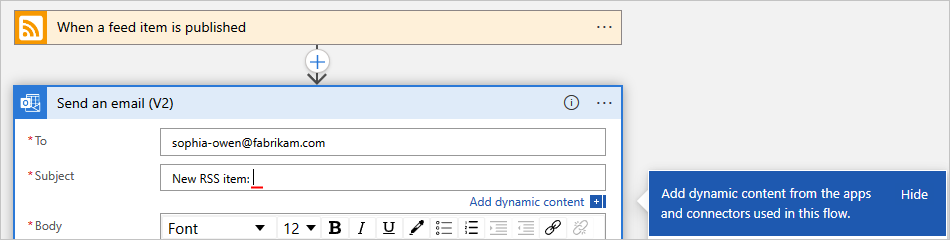 When a feed item is published
Send an email (V2)
*To
sophia-owen@fabrikam.com
*Subject
New RSS item:
Add dynamic content
Add dynamic content from the apps
and connectors used in this flow.
Hide
*Body
Font 12 B I U